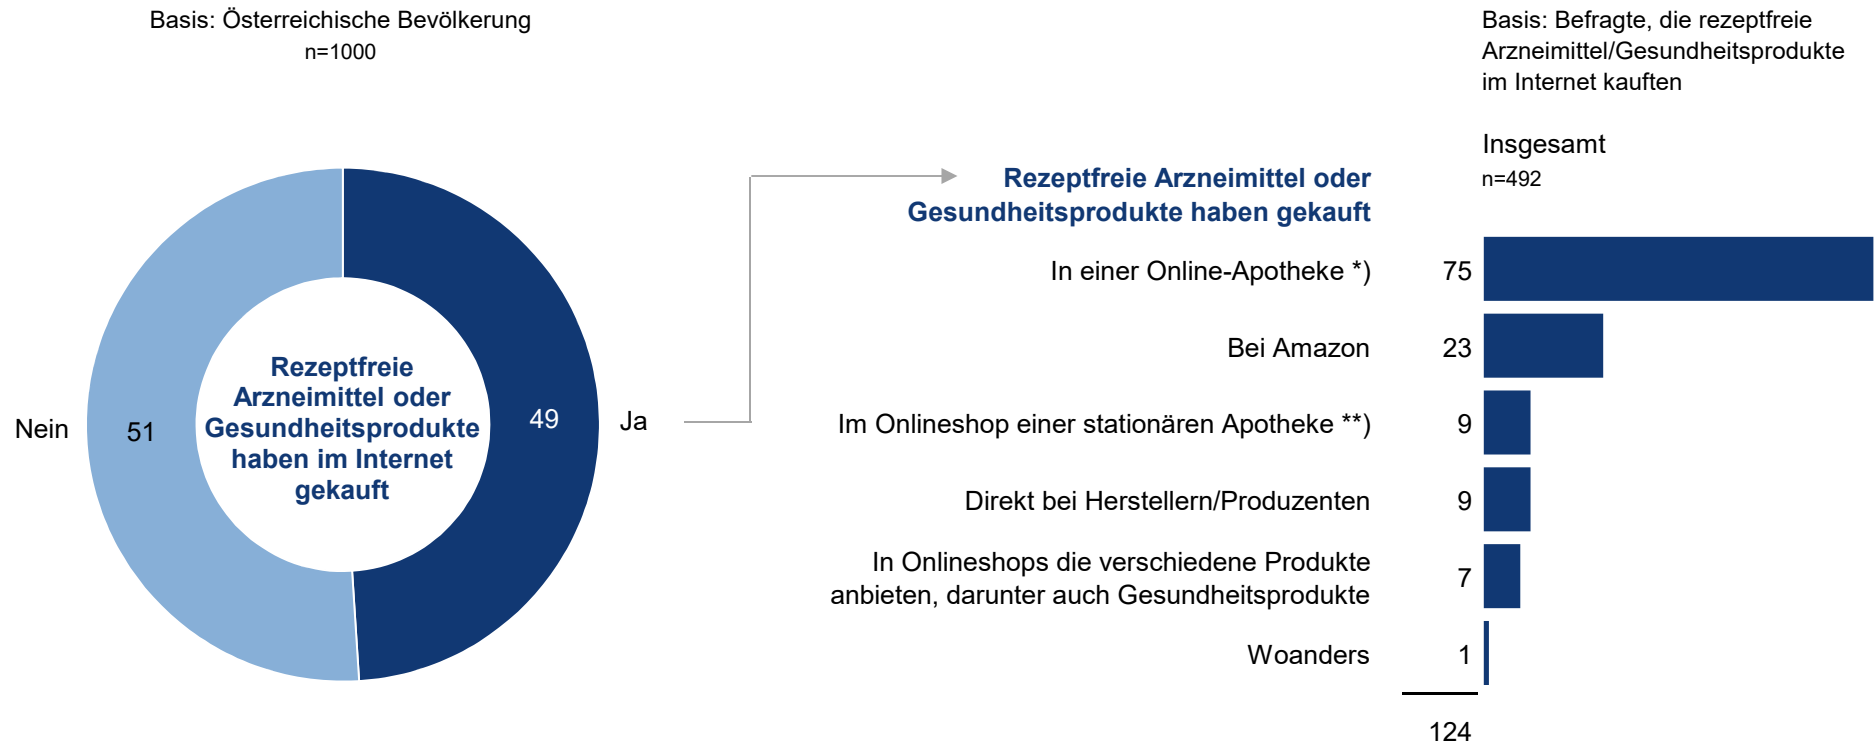 Basis: Österreichische Bevölkerung
n=1000
Nein
51
Rezeptfreie
Arzneimittel oder
Gesundheitsprodukte
haben im Internet
gekauft
49
Ja
Basis: Befragte, die rezeptfreie
Arzneimittel/Gesundheitsprodukte
im Internet kauften
Insgesamt
n=492
Rezeptfreie Arzneimittel oder
Gesundheitsprodukte haben gekauft
In einer Online-Apotheke *) 75
Bei Amazon 23
Im Onlineshop einer stationären Apotheke **) 9
Direkt bei Herstellern/Produzenten 9
In Onlineshops die verschiedene Produkte
anbieten, darunter auch Gesundheitsprodukte 7
Woanders 1
124